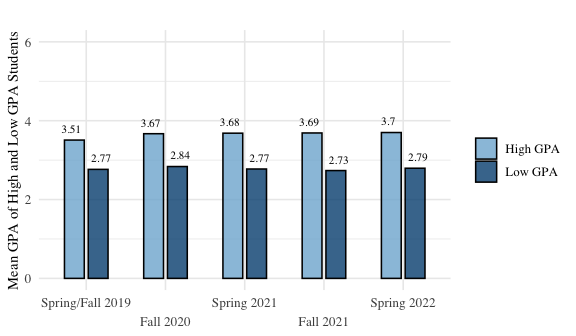 Mean GPA of High and Low GPA Students
6
4
2
0
3.51
2.77
3.67
2.84
3.68
2.77
3.69
2.73
3.7
2.79
Spring/Fall 2019
Fall 2020
Spring 2021
Fall 2021
Spring 2022
High GPA
Low GPA